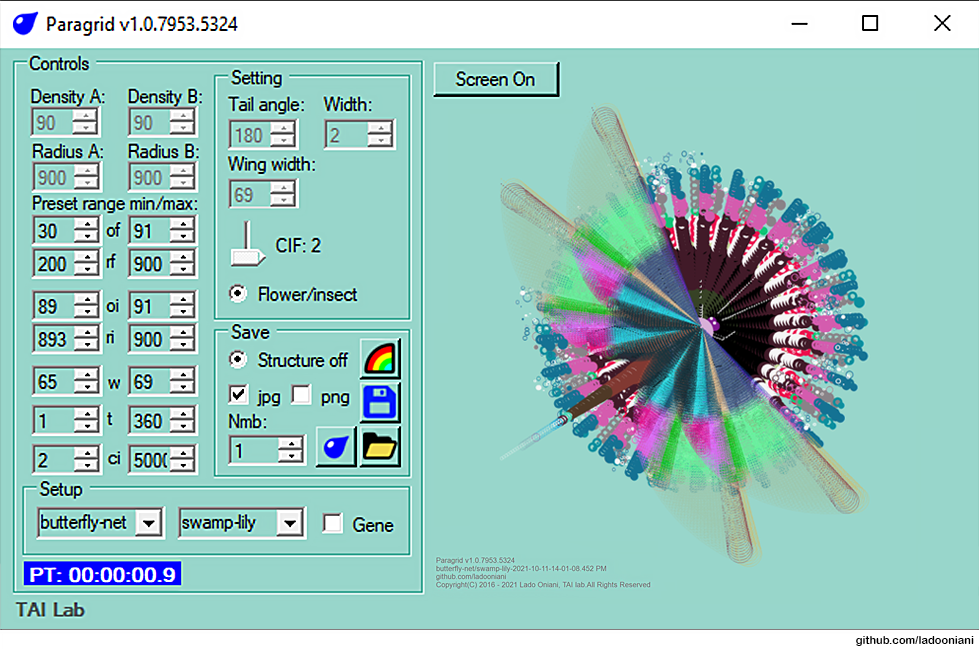 Paragrid v1.0.7953.5324
Controls
Density A: Density B:
90 90
Radius A: Radius B:
900 900
Preset range min/max:
30 of 91
200 rf 900
89 oi 91
893 ri 900
65 w 69
1 t 360
2 ci 5000
Setting
Tail angle: Width:
180 2
Wing width:
69
CIF: 2
Flower/insect
Save
Structure off
jpg png
Nmb:
1
Setup
butterfly-net swamp-lily Gene
PT: 00:00:00.9
TAI Lab
Screen On
Paragrid v1.0.7953.5324
butterfly-net/swamp-lily-2021-10-11-14-01-08.452 PM
github.com/ladooniani
Copyright(C) 2016 - 2021 Lado Oniani, TAI lab.All Rights Reserved
github.com/ladooniani